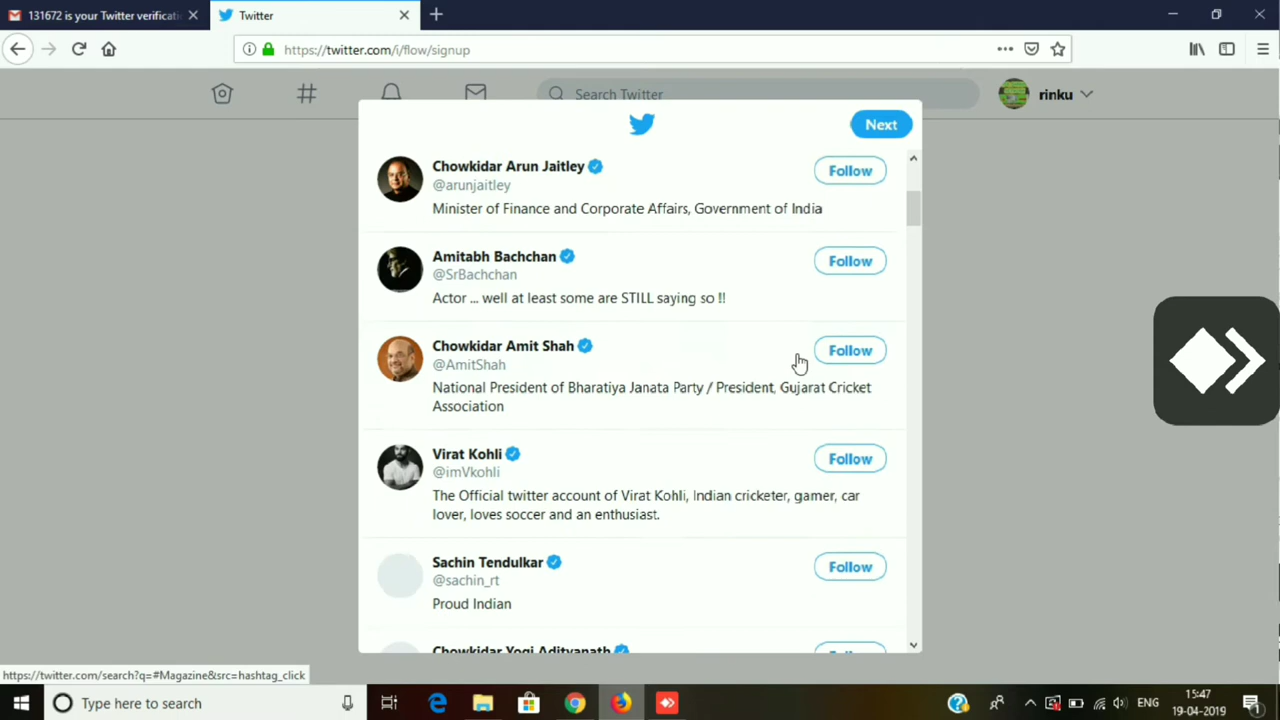 131672 is your Twitter verificati
Twitter
https://twitter.com/i/flow/signup
Search Twitter
rinku
Next
Chowkidar Arun Jaitley
@arunjaitley
Minister of Finance and Corporate Affairs, Government of India
Follow
Amitabh Bachchan
@SrBachchan
Actor ... well at least some are STILL saying so !!
Follow
Chowkidar Amit Shah
@AmitShah
National President of Bharatiya Janata Party / President, Gujarat Cricket
Association
Follow
Virat Kohli
@imVkohli
The Official twitter account of Virat Kohli, Indian cricketer, gamer, car
lover, loves soccer and an enthusiast.
Follow
Sachin Tendulkar
@sachin_rt
Proud Indian
Follow
Chowkidar Yogi Adityanath
https://twitter.com/search?q=#Magazine&src=hashtag_click
Type here to search
ENG
15:47
19-04-2019